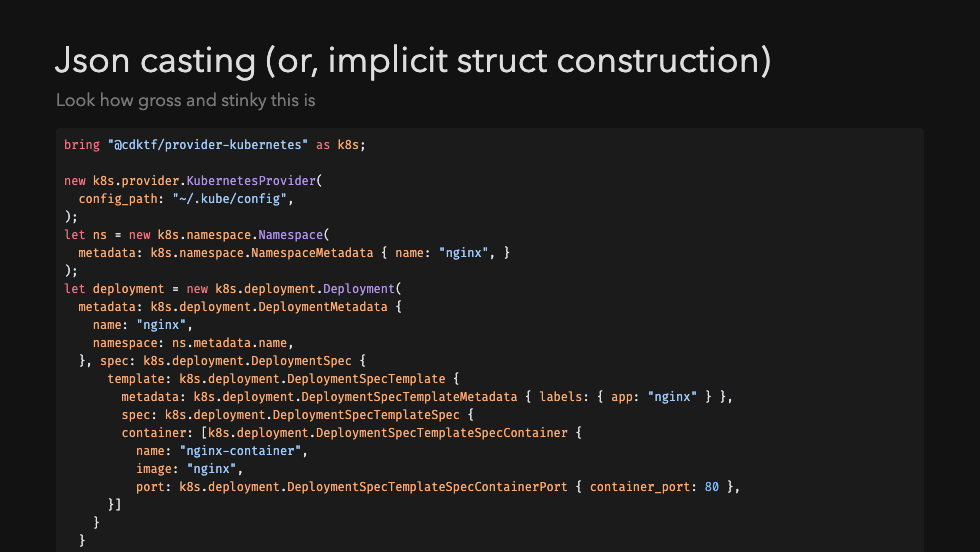 Json casting (or, implicit struct construction)
Look how gross and stinky this is
bring "@cdktf/provider-kubernetes" as k8s;
new k8s.provider.KubernetesProvider(
config_path: "~/.kube/config",
);
let ns = new k8s.namespace.Namespace(
metadata: k8s.namespace.NamespaceMetadata { name: "nginx", }
);
let deployment = new k8s.deployment.Deployment(
metadata: k8s.deployment.DeploymentMetadata {
name: "nginx",
namespace: ns.metadata.name,
}, spec: k8s.deployment.DeploymentSpec {
template: k8s.deployment.DeploymentSpecTemplate {
metadata: k8s.deployment.DeploymentSpecTemplateMetadata { labels: { app: "nginx" } },
spec: k8s.deployment.DeploymentSpecTemplateSpec {
container: [k8s.deployment.DeploymentSpecTemplateSpecContainer {
name: "nginx-container",
image: "nginx",
port: k8s.deployment.DeploymentSpecTemplateSpecContainerPort { container_port: 80 },
}]
}
}